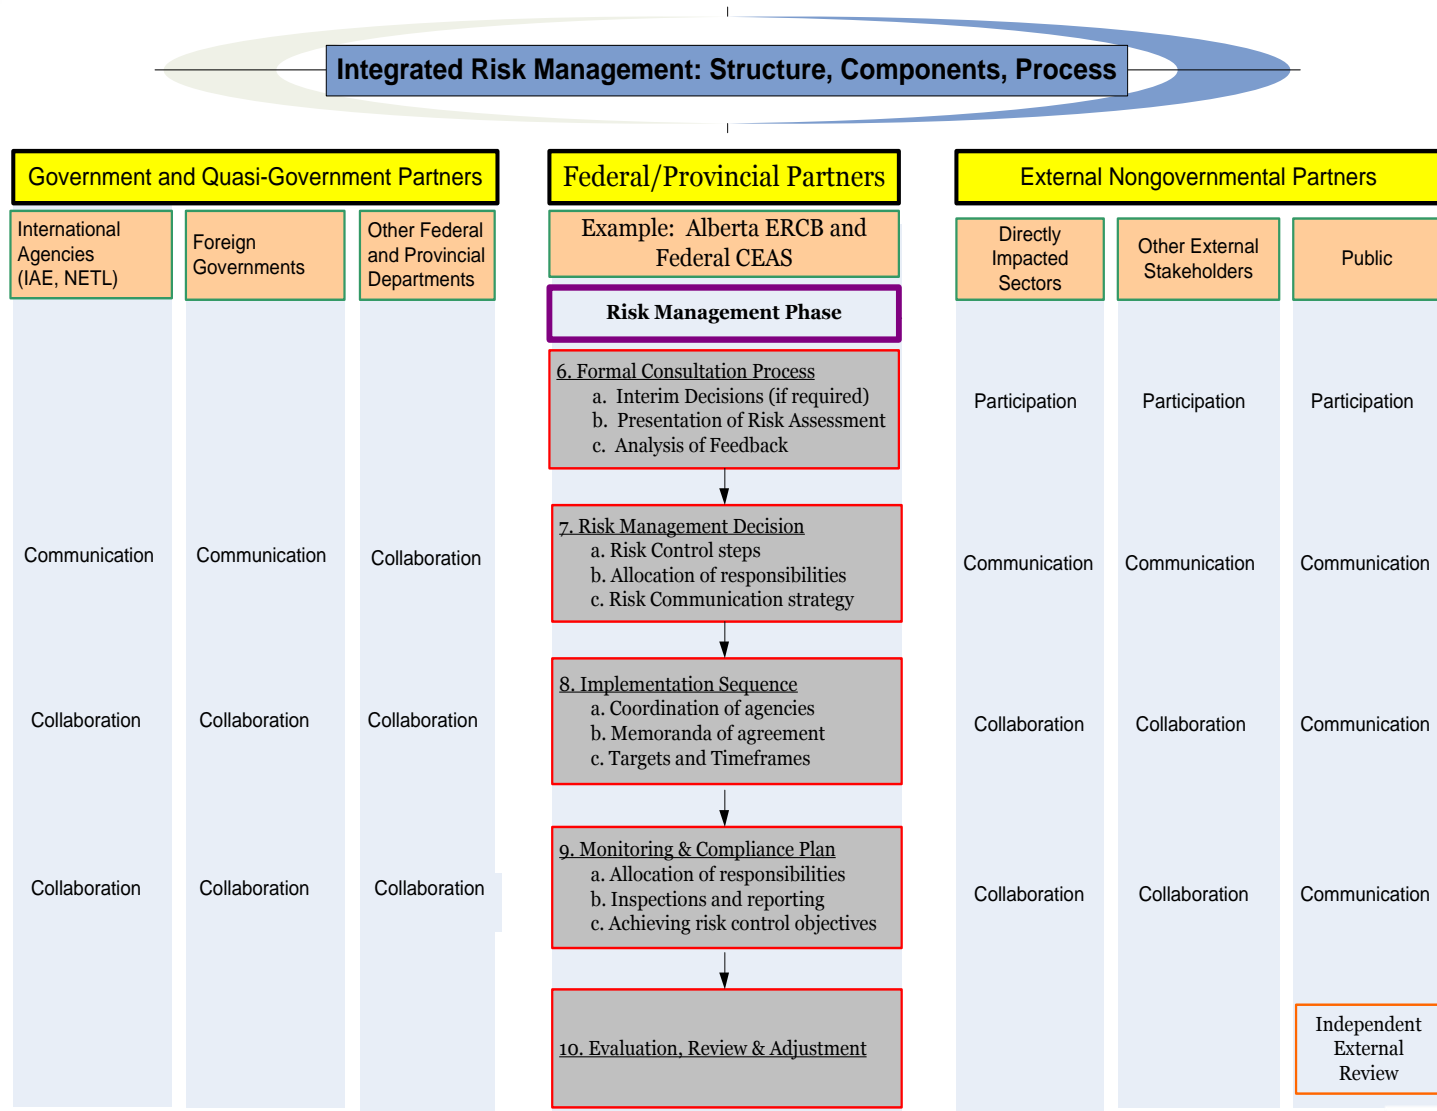 Integrated Risk Management: Structure, Components, Process
Government and Quasi-Government Partners
Federal/Provincial Partners
External Nongovernmental Partners
International
Agencies
(IAE, NETL)
Foreign
Governments
Other Federal
and Provincial
Departments
Example: Alberta ERCB and
Federal CEAS
Directly
Impacted
Sectors
Other External
Stakeholders
Public
Risk Management Phase
6. Formal Consultation Process
a. Interim Decisions (if required)
b. Presentation of Risk Assessment
c. Analysis of Feedback
Participation
Participation
Participation
Communication
Communication
Collaboration
7. Risk Management Decision
a. Risk Control steps
b. Allocation of responsibilities
c. Risk Communication strategy
Communication
Communication
Communication
Collaboration
Collaboration
Collaboration
8. Implementation Sequence
a. Coordination of agencies
b. Memoranda of agreement
c. Targets and Timeframes
Collaboration
Collaboration
Communication
Collaboration
Collaboration
Collaboration
9. Monitoring & Compliance Plan
a. Allocation of responsibilities
b. Inspections and reporting
c. Achieving risk control objectives
Collaboration
Collaboration
Communication
10. Evaluation, Review & Adjustment
Independent
External
Review